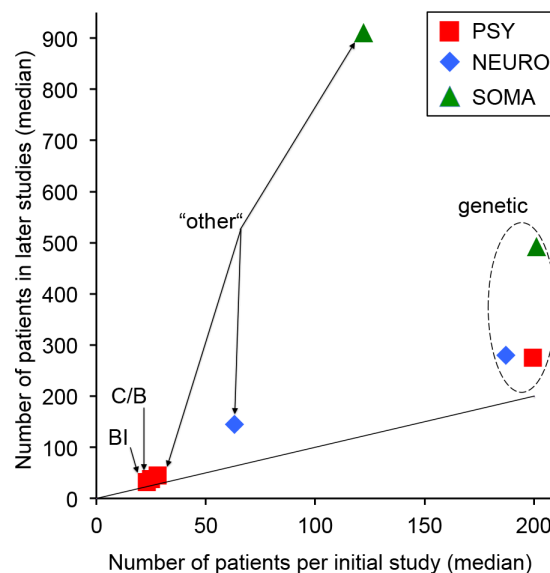 PSY
NEURO
SOMA
Number of patients in later studies (median)
900
800
700
600
500
400
300
200
100
0
“other“
genetic
C/B
BI
0
50
100
150
200
Number of patients per initial study (median)